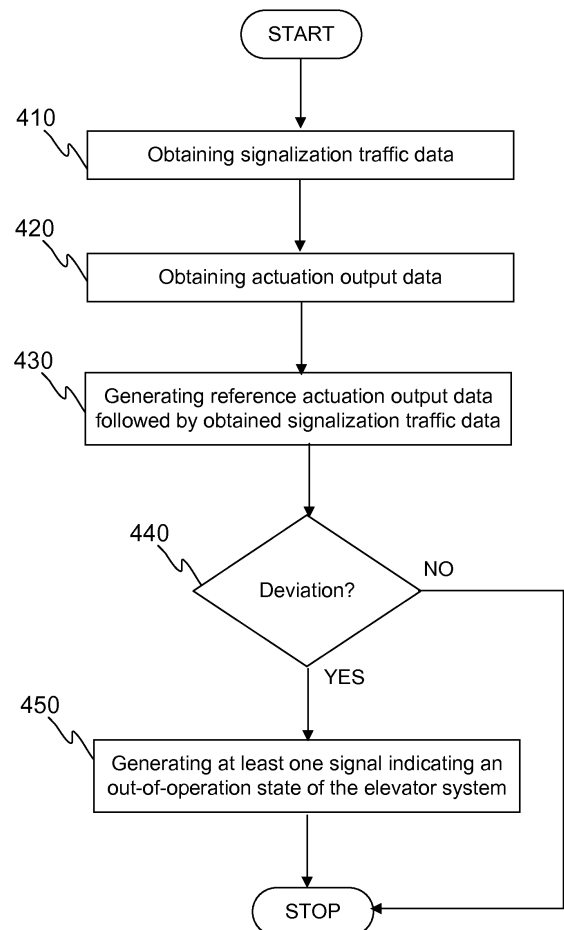 START
410
Obtaining signalization traffic data
420
Obtaining actuation output data
430
Generating reference actuation output data
followed by obtained signalization traffic data
440
Deviation?
NO
YES
450
Generating at least one signal indicating an
out-of-operation state of the elevator system
STOP